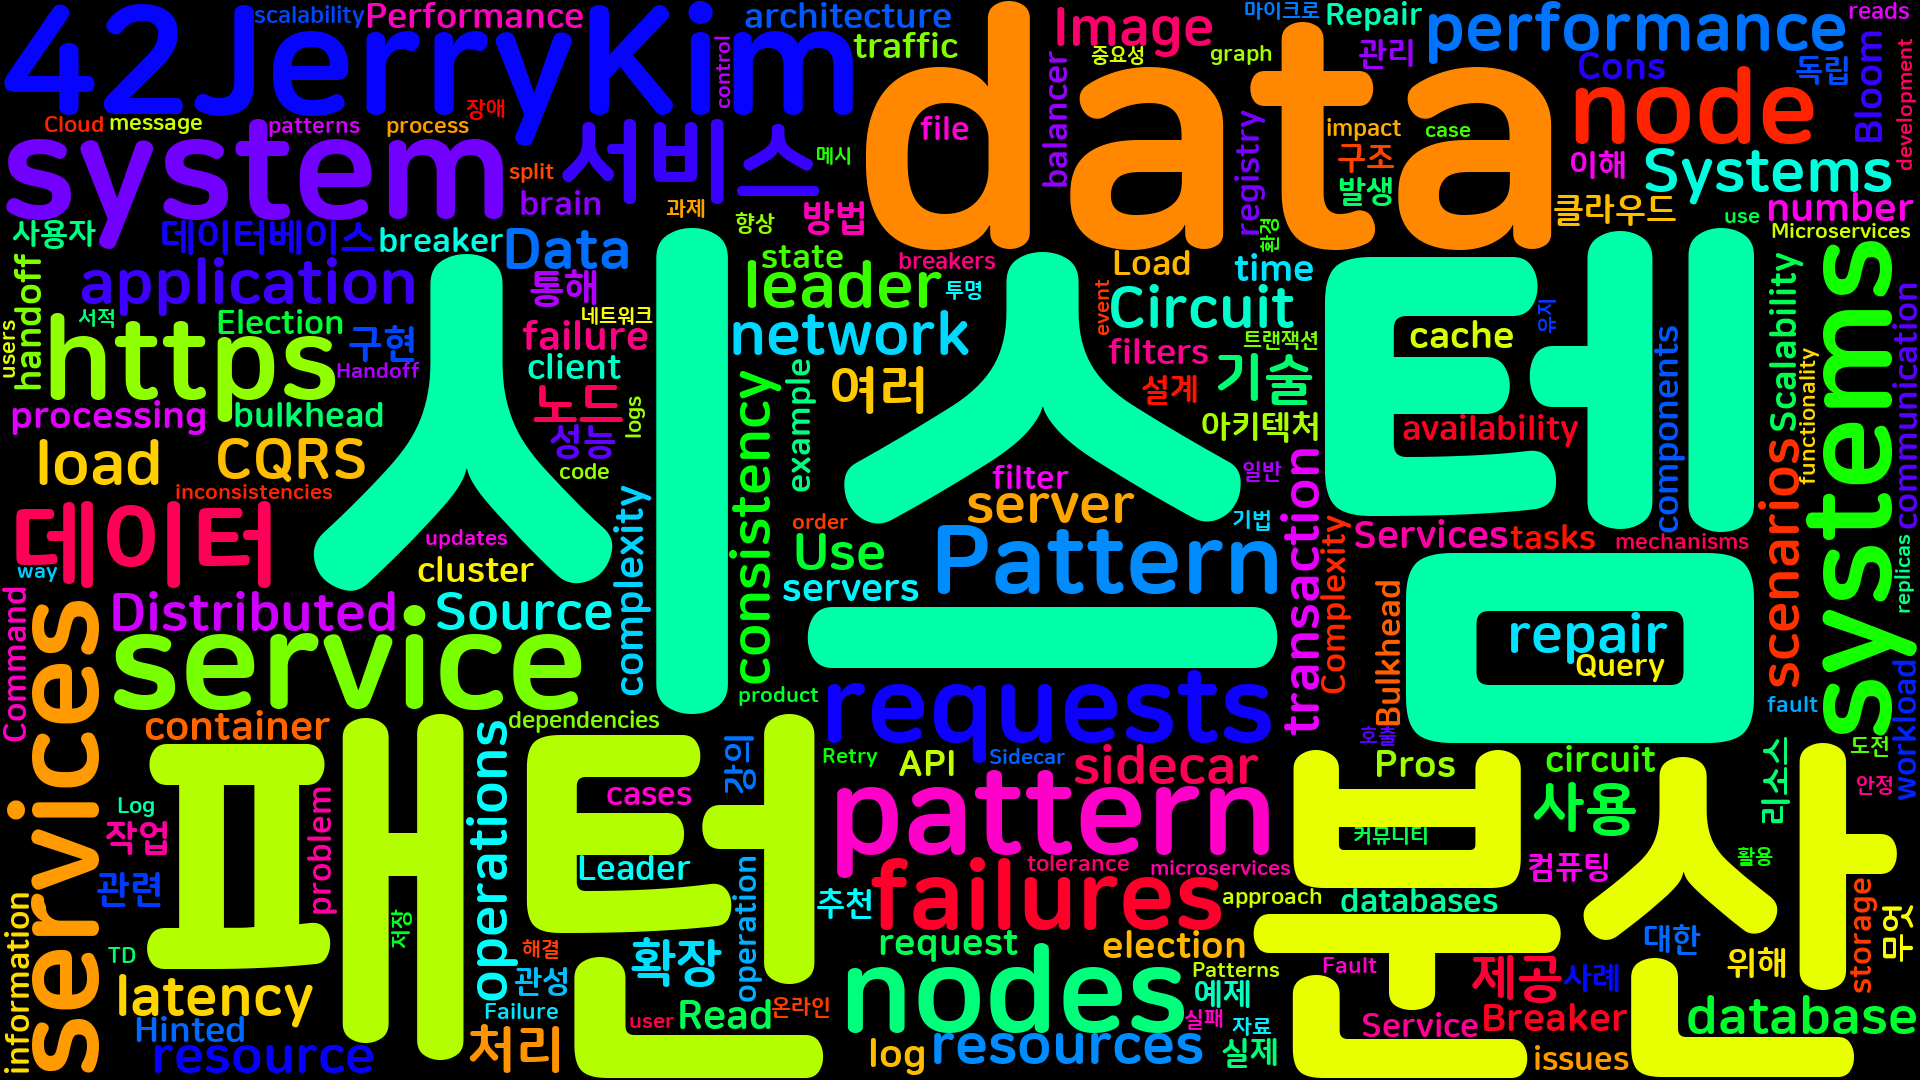 42JerryKim
scalability
Performance
architecture
traffic
control
장애
data
Image
마이크로
중요성
graph
Repair
관리
performance
reads
Cons
독립
Bloom
development
Cloud
message
patterns
process
system
split
서비스
메시
brain
과제
향상
방법
file
balancer
registry
impact
case
구조
발생
node
이해
Systems
클라우드
use
number
Microservices
환경
사용자
데이터베이스
breaker
Data
state
breakers
Load
time
application
통해
leader
투명
event
Circuit
유지
handoff
users
서적
Election
구현
네트워크
failure
network
filters
트랜잭션
cache
components
Scalability
systems
communication
https
Handoff
client
여러
설계
기술
functionality
processing
bulkhead
노드
성능
logs
consistency
example
아키텍처
availability
load
CQRS
code
시스템
filter
일반
inconsistencies
server
데이터
updates
complexity
order
기법
transaction
Complexity
Services
tasks
mechanisms
scenarios
replicas
way
cluster
Use
Pattern
servers
Command
services
Distributed
Source
Bulkhead
repair
Query
workload
service
product
requests
fault
container
dependencies
operations
강의
Retry
API
Sidecar
sidecar
호출
Pros
circuit
리소스
도전
안정
Log
작업
problem
패턴
cases
pattern
분산
사용
커뮤니티
활용
관련
Leader
operation
tolerance
microservices
컴퓨팅
추천
failures
approach
databases
storage
무엇
information
TD
저장
해결
확장
request
election
대한
위해
latency
관성
nodes
Patterns
Fault
제공
사례
예제
Hinted
Failure
user
Read
온라인
실패
자료
Service
Breaker
database
resource
처리
log
resources
실제
issues